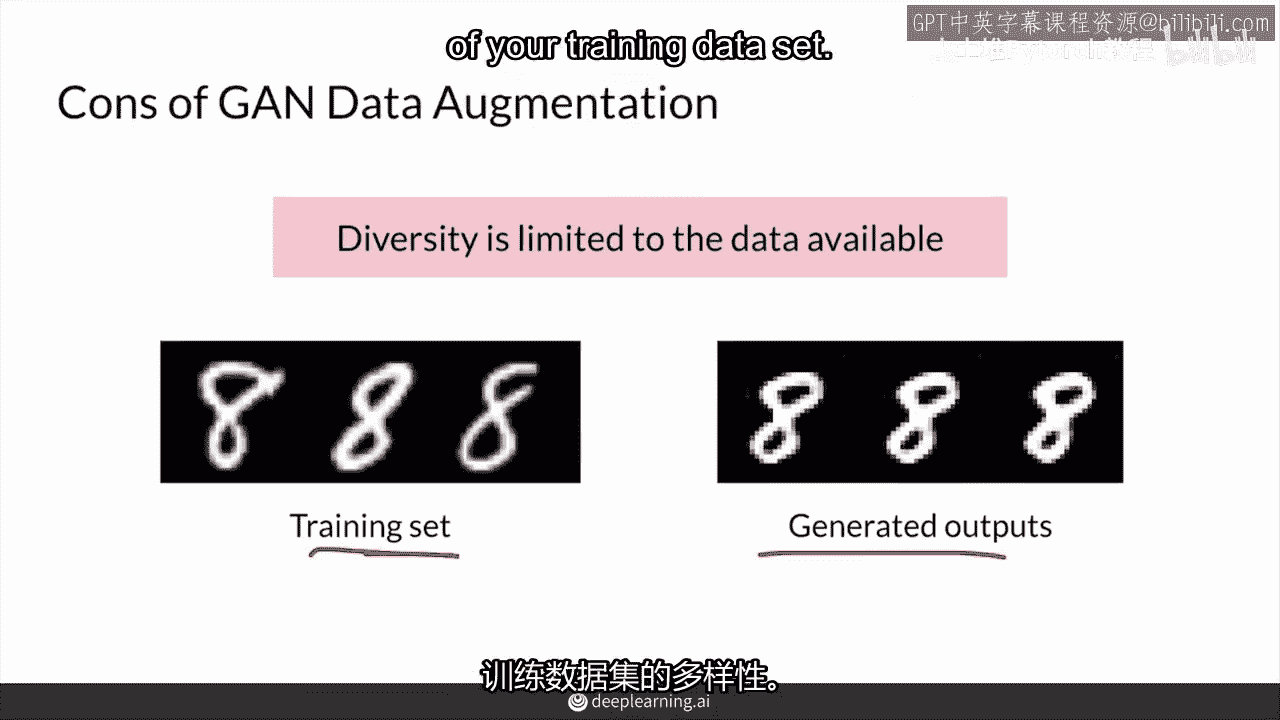 GPT中英字幕课程资源@bilibili.com
of your training data set.
bilibili
Cons of GAN Data Augmentation
Diversity is limited to the data available
8 8 8
8 8 8
Training set
Generated outputs
训练数据集的多样性。
deeplearning.ai